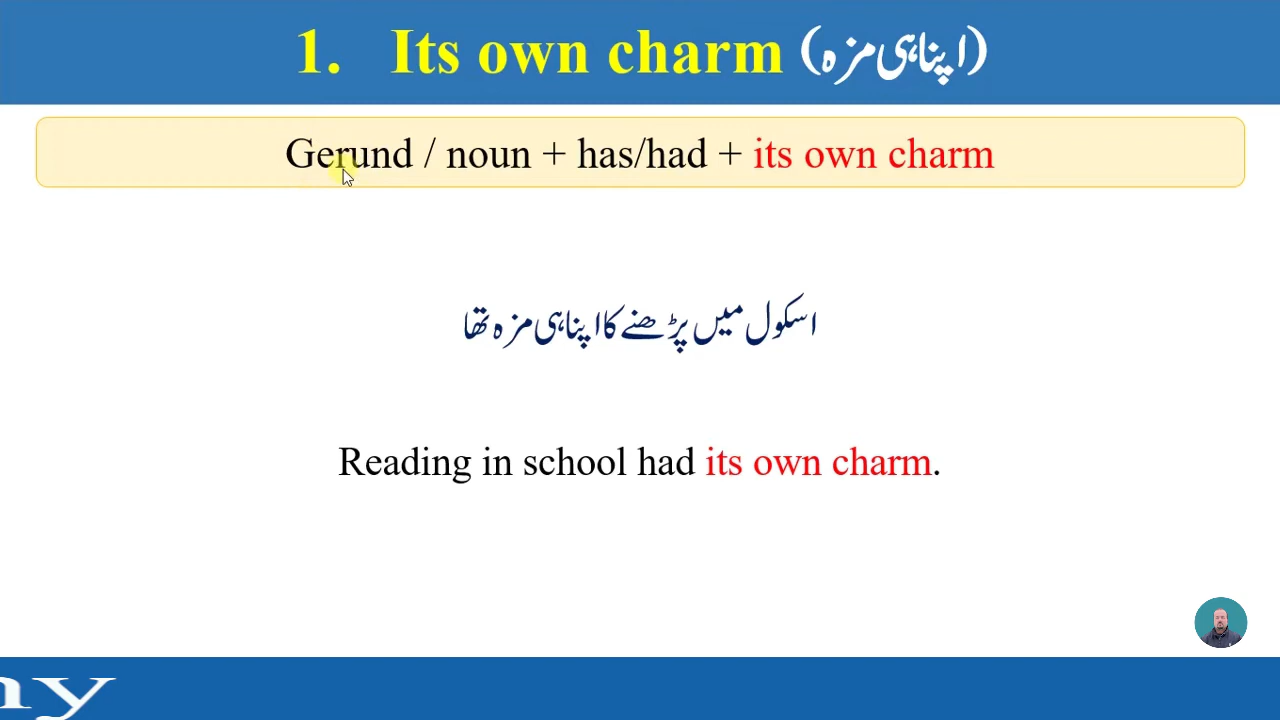 1. Its own charm (اپنا ہی مزہ)
Gerund / noun + has/had + its own charm
اسکول میں پڑھنے کا اپنا ہی مزہ تھا
Reading in school had its own charm.
ny